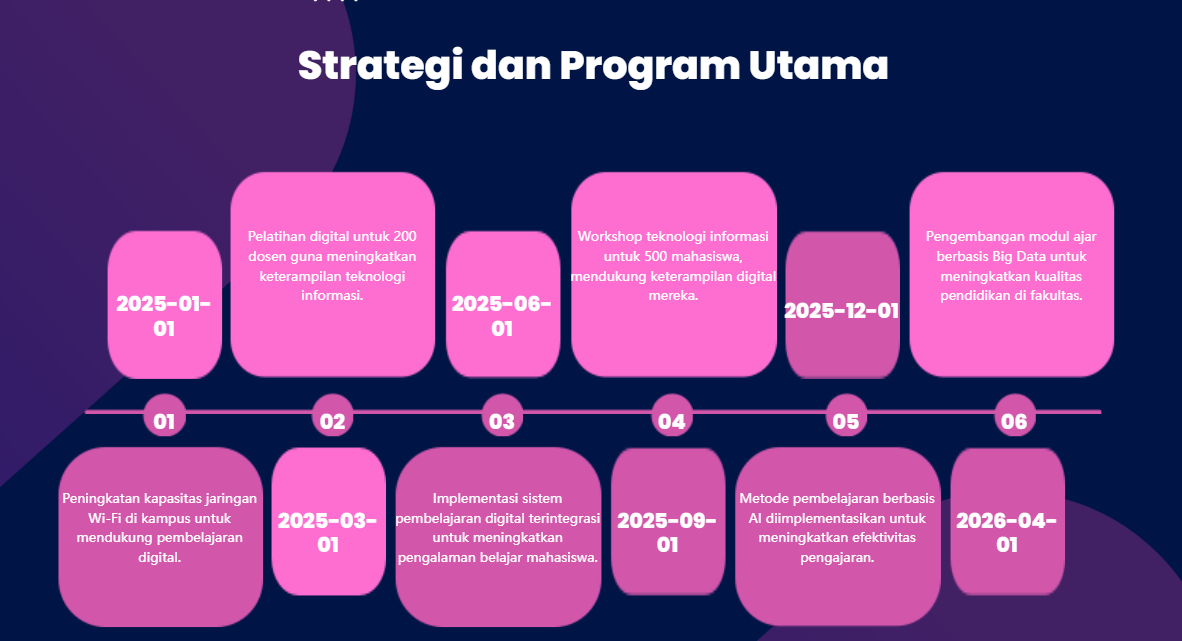 Strategi dan Program Utama
2025-01-
01
01
Peningkatan kapasitas jaringan
Wi-Fi di kampus untuk
mendukung pembelajaran
digital.
Pelatihan digital untuk 200
dosen guna meningkatkan
keterampilan teknologi
informasi.
02
2025-03-
01
2025-06-
01
03
Implementasi sistem
pembelajaran digital terintegrasi
untuk meningkatkan
pengalaman belajar mahasiswa.
Workshop teknologi informasi
untuk 500 mahasiswa,
mendukung keterampilan digital
mereka.
04
2025-09-
01
2025-12-01
05
Metode pembelajaran berbasis
AI diimplementasikan untuk
meningkatkan efektivitas
pengajaran.
Pengembangan modul ajar
berbasis Big Data untuk
meningkatkan kualitas
pendidikan di fakultas.
06
2026-04-
01